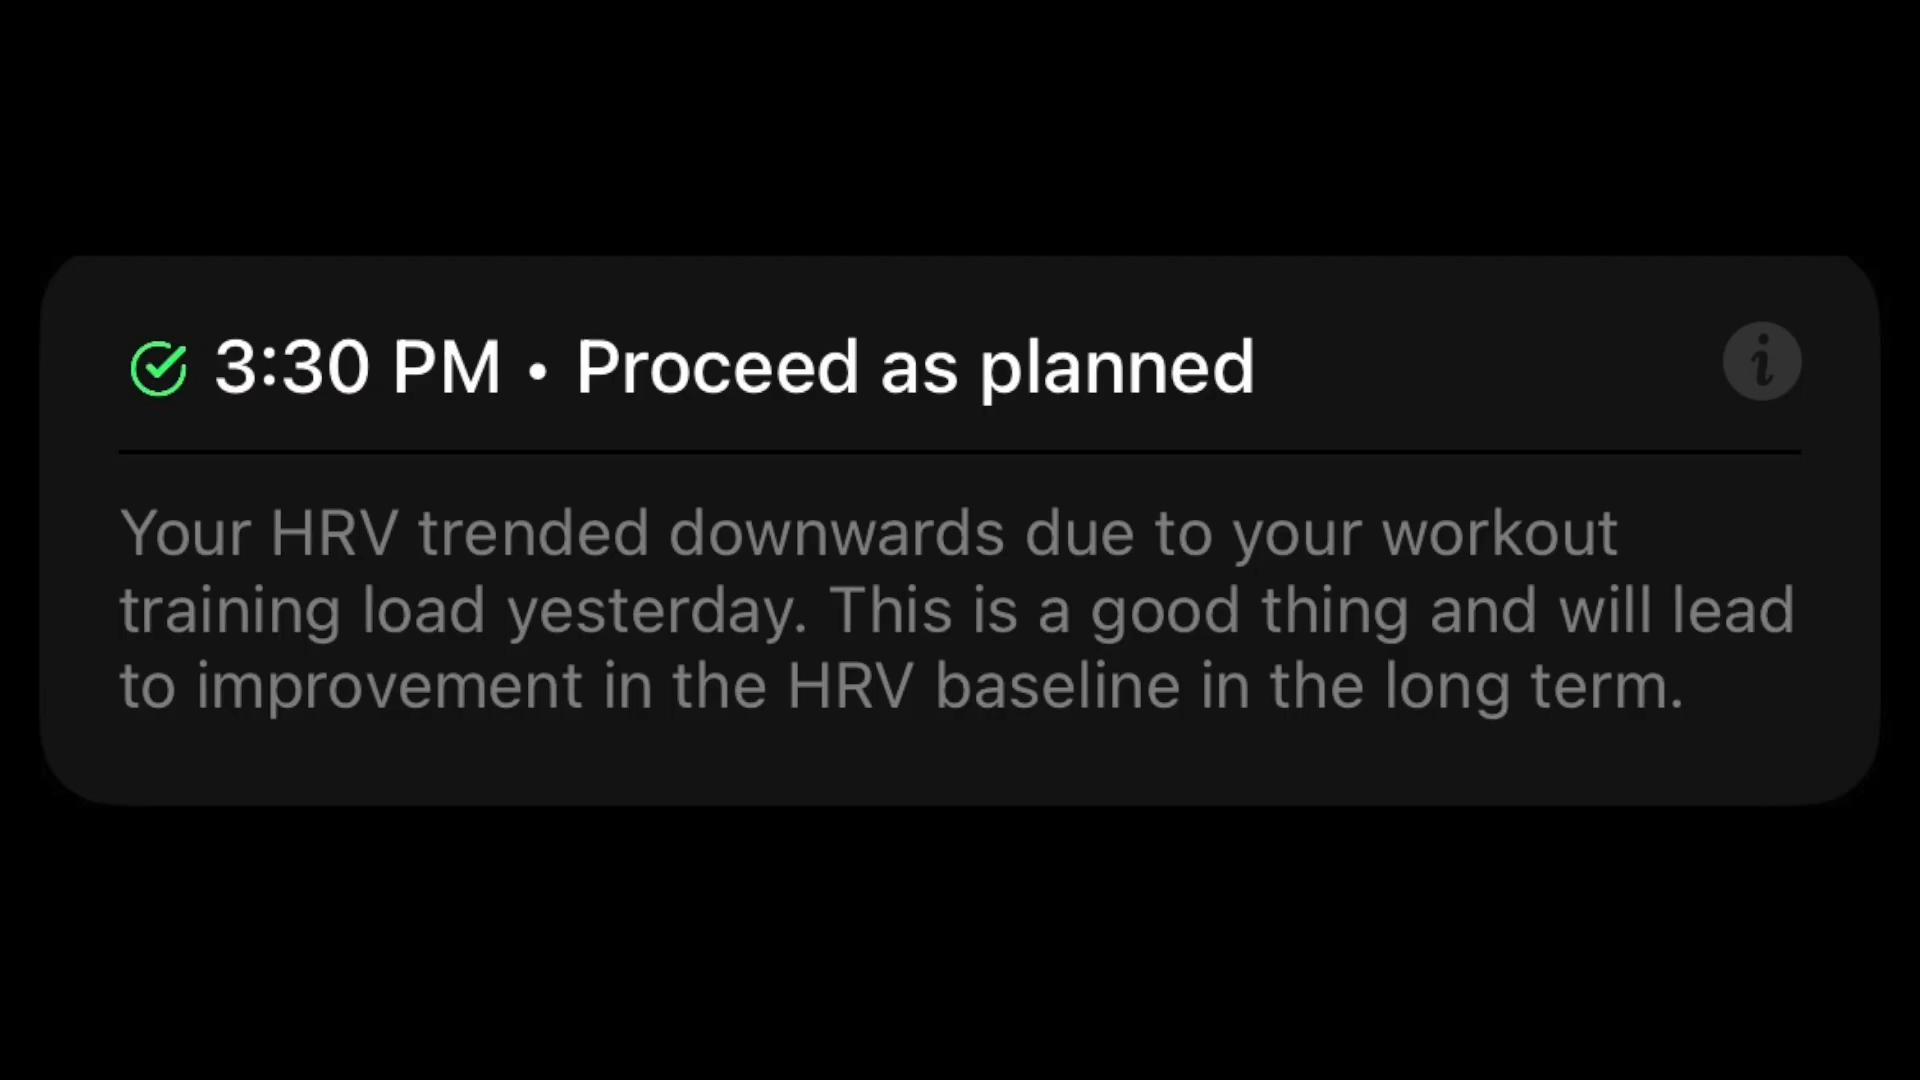 3:30 PM • Proceed as planned
i
Your HRV trended downwards due to your workout
training load yesterday. This is a good thing and will lead
to improvement in the HRV baseline in the long term.